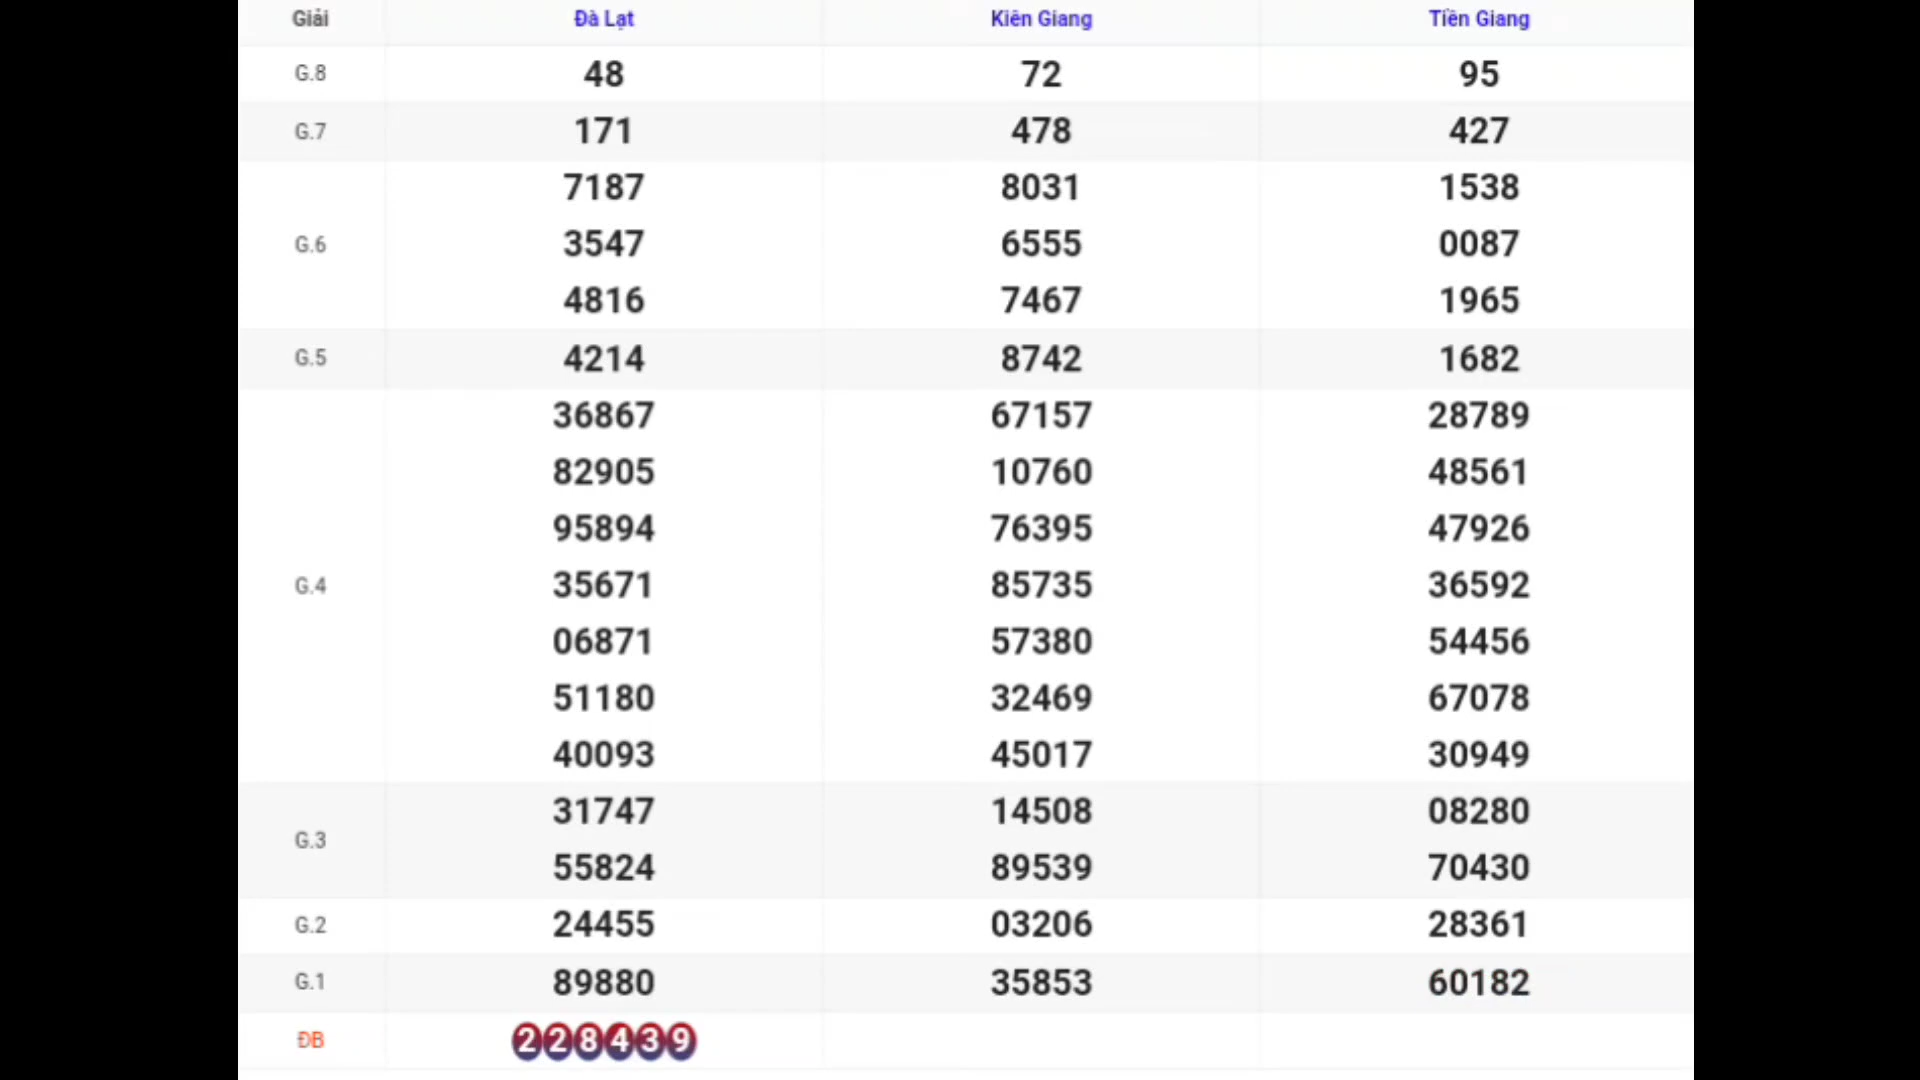 Giải Đà Lạt Kiên Giang Tiền Giang
G.8 48 72 95
G.7 171 478 427
7187 8031 1538
G.6 3547 6555 0087
4816 7467 1965
G.5 4214 8742 1682
36867 67157 28789
82905 10760 48561
95894 76395 47926
G.4 35671 85735 36592
06871 57380 54456
51180 32469 67078
40093 45017 30949
31747 14508 08280
G.3
55824 89539 70430
G.2 24455 03206 28361
G.1 89880 35853 60182
ĐB 228439